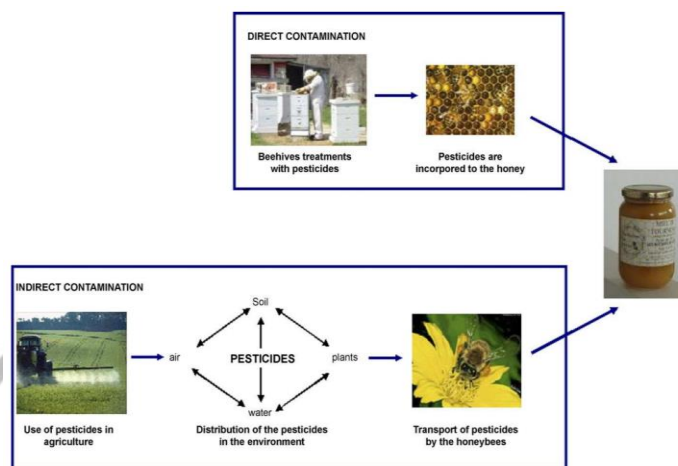 DIRECT CONTAMINATION
Beehives treatments
with pesticides
Pesticides are
incorpored to the honey
INDIRECT CONTAMINATION
Soil
air
PESTICIDES
plants
water
Use of pesticides in
agriculture
Distribution of the pesticides
in the environment
Transport of pesticides
by the honeybees